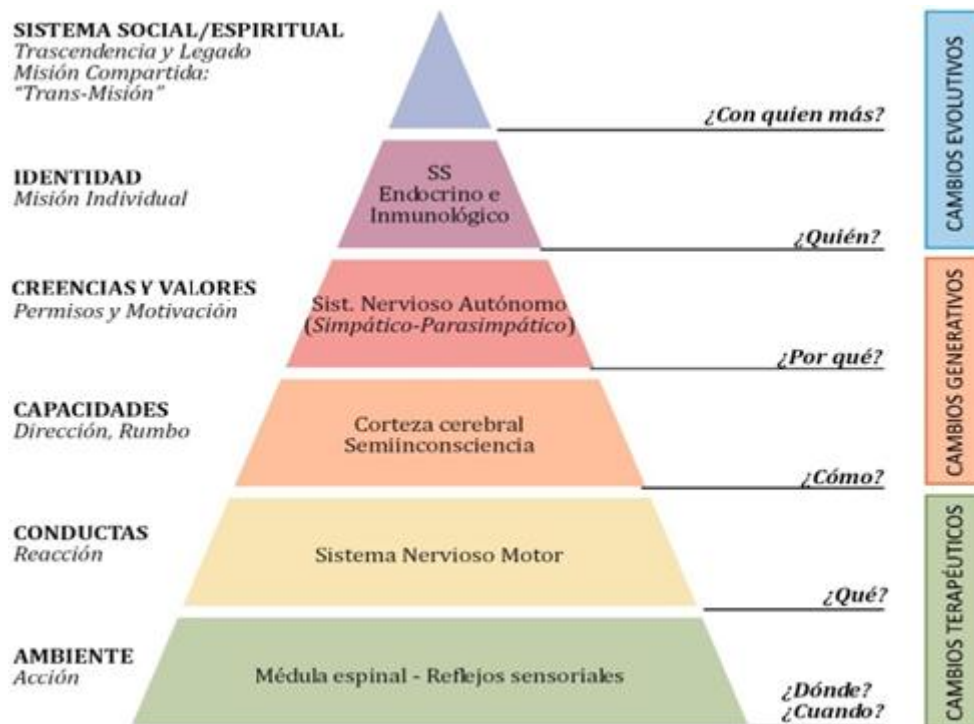 SISTEMA SOCIAL/ESPIRITUAL
Trascendencia y Legado
Misión Compartida:
“Trans-Misión”
¿Con quien más?
IDENTIDAD
Misión Individual
SS
Endocrino e
Inmunológico
¿Quién?
CREENCIAS Y VALORES
Permisos y Motivación
Sist. Nervioso Autónomo
(Simpático-Parasimpático)
¿Por qué?
CAPACIDADES
Dirección, Rumbo
Corteza cerebral
Semiinconsciencia
¿Cómo?
CONDUCTAS
Reacción
Sistema Nervioso Motor
¿Qué?
AMBIENTE
Acción
Médula espinal - Reflejos sensoriales
¿Dónde?
¿Cuando?
CAMBIOS EVOLUTIVOS
CAMBIOS GENERATIVOS
CAMBIOS TERAPÉUTICOS